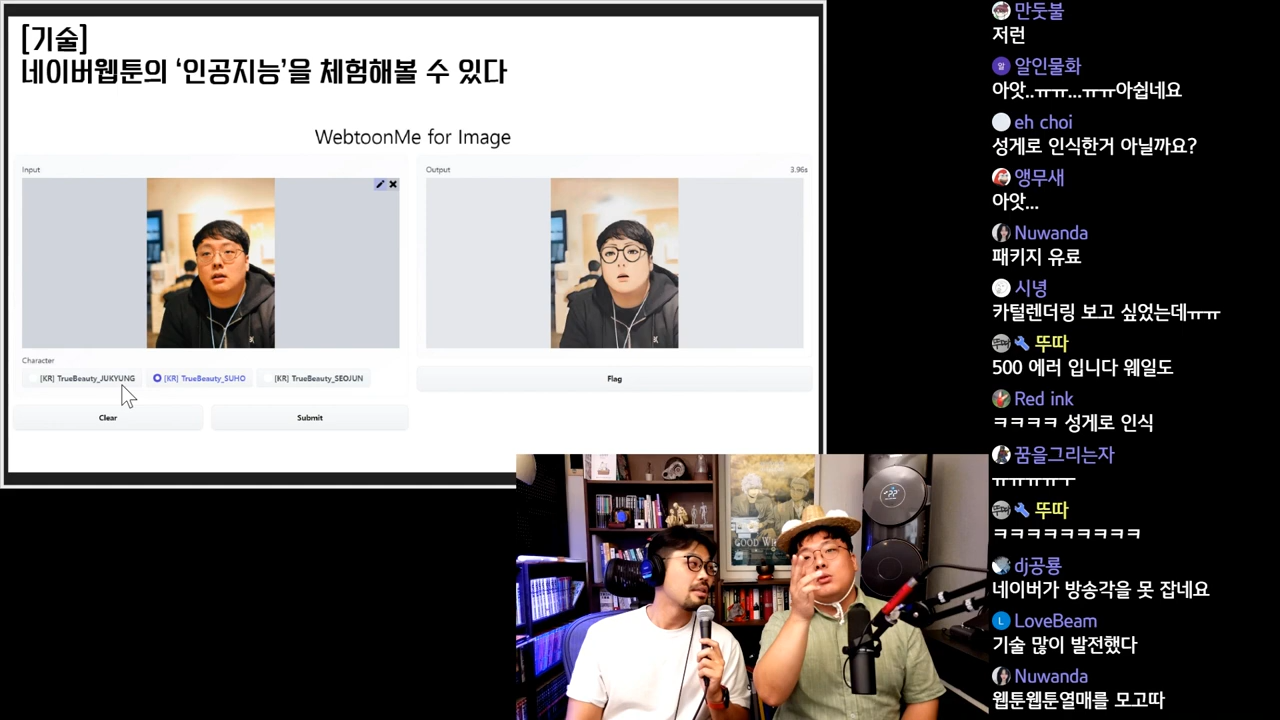 [기술]
네이버웹툰의 ‘인공지능’을 체험해볼 수 있다
WebtoonMe for Image
Input
Output
3.96s
Character
[KR] TrueBeauty_JUKYUNG
[KR] TrueBeauty_SUHO
[KR] TrueBeauty_SEOJUN
Flag
Clear
Submit
GOOD
만둣불
저런
알
알인물화
아앗..ㅠㅠ...ㅠㅠ아쉽네요
eh choi
성게로 인식한거 아닐까요?
앵무새
아앗...
Nuwanda
패키지 유료
시녕
카털렌더링 보고 싶었는데ㅠㅠ
뚜따
500 에러 입니다 웨일도
Red ink
ㅋㅋㅋㅋ 성게로 인식
꿈을그리는자
ㅠㅠㅠㅠㅜ
뚜따
ㅋㅋㅋㅋㅋㅋㅋㅋㅋ
dj공룡
네이버가 방송각을 못 잡네요
L
LoveBeam
기술 많이 발전했다
Nuwanda
웹툰웹툰열매를 모고따